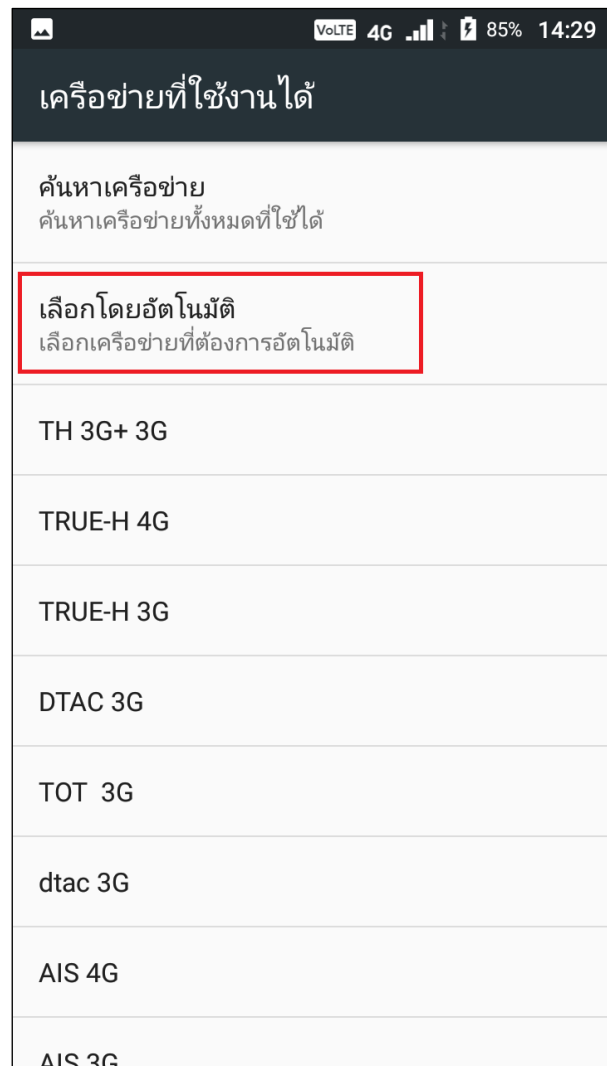 VoLTE 4G 85% 14:29
เครือข่ายที่ใช้งานได้
ค้นหาเครือข่าย
ค้นหาเครือข่ายทั้งหมดที่ใช้ได้
เลือกโดยอัตโนมัติ
เลือกเครือข่ายที่ต้องการอัตโนมัติ
TH 3G+ 3G
TRUE-H 4G
TRUE-H 3G
DTAC 3G
TOT  3G
dtac 3G
AIS 4G
AIS 3G